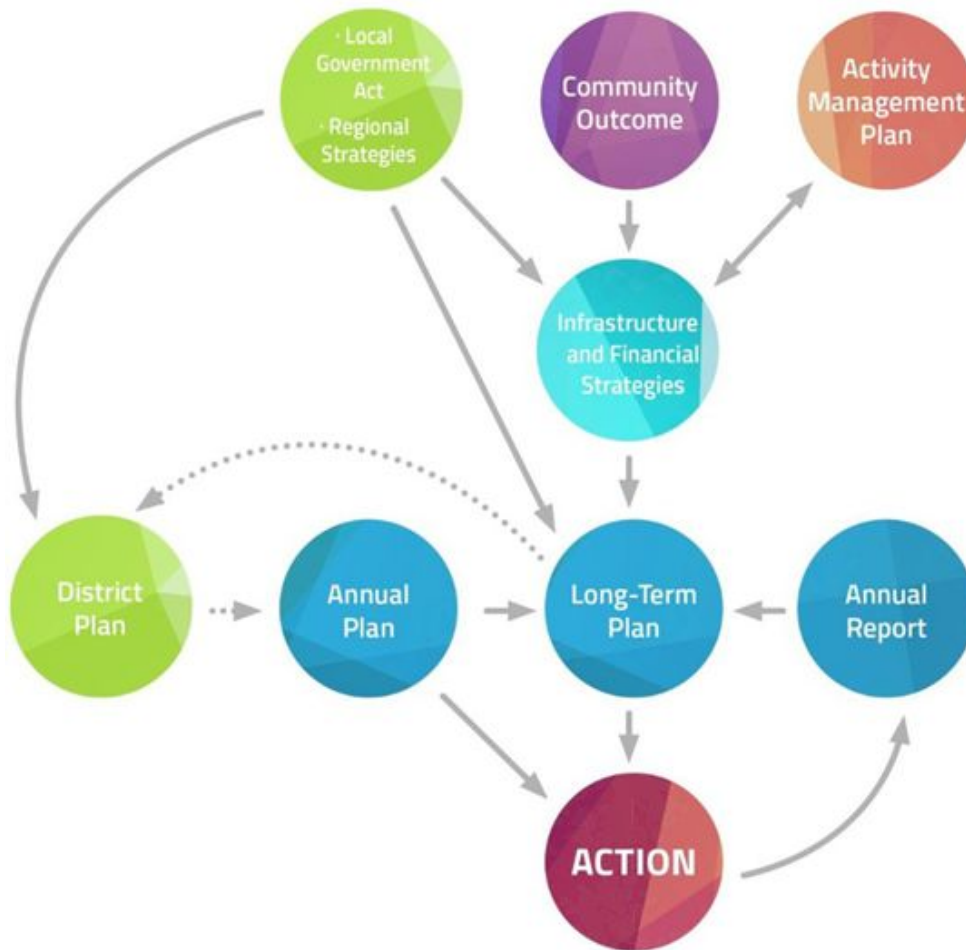 · Local
Government
Act
· Regional
Strategies
Community
Outcome
Activity
Management
Plan
Infrastructure
and Financial
Strategies
District
Plan
Annual
Plan
Long-Term
Plan
Annual
Report
ACTION